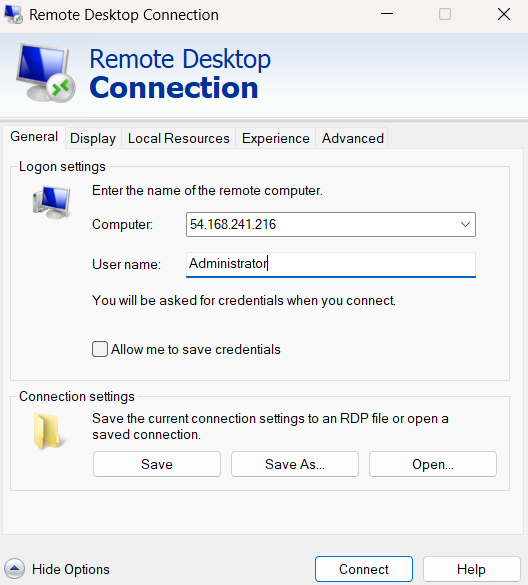 Remote Desktop Connection
Remote Desktop
Connection
General Display Local Resources Experience Advanced
Logon settings
Enter the name of the remote computer.
Computer: 54.168.241.216
User name: Administrator
You will be asked for credentials when you connect.
Allow me to save credentials
Connection settings
Save the current connection settings to an RDP file or open a
saved connection.
Save Save As... Open...
Hide Options Connect Help